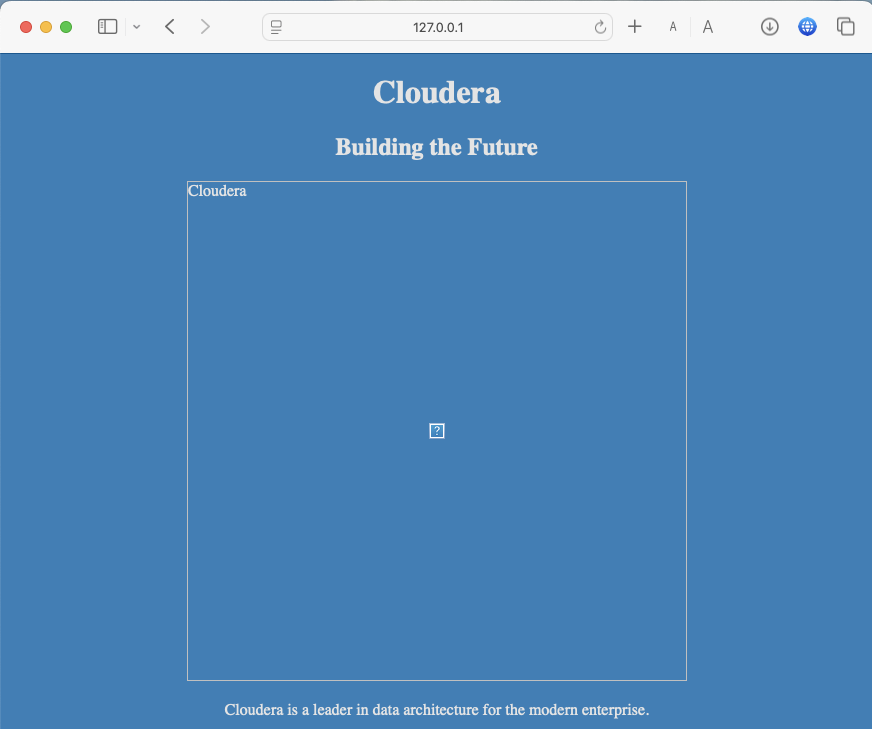 127.0.0.1
A A
Cloudera
Building the Future
Cloudera
?
Cloudera is a leader in data architecture for the modern enterprise.